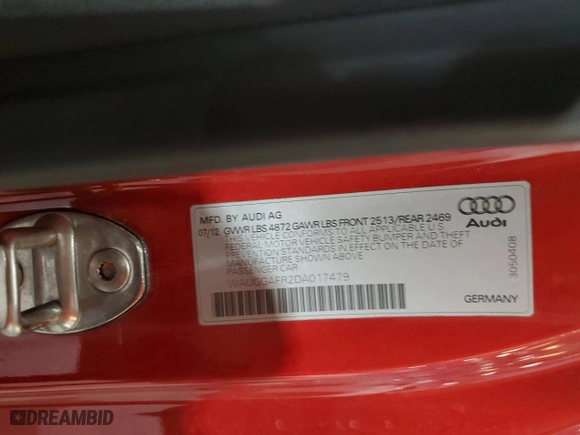 MFD. BY AUDI AG
07/12 GVWR LBS 4872 GAWR LBS FRONT 2513/REAR 2469
THIS VEHICLE CONFORMS TO ALL APPLICABLE U S
FEDERAL MOTOR VEHICLE SAFETY, BUMPER AND THEFT
PREVENTION STANDARDS IN EFFECT ON THE DATE OF
MANUFACTURE SHOWN ABOVE
PASSENGER CAR
Audi
3050408
GERMANY
DREAMBID